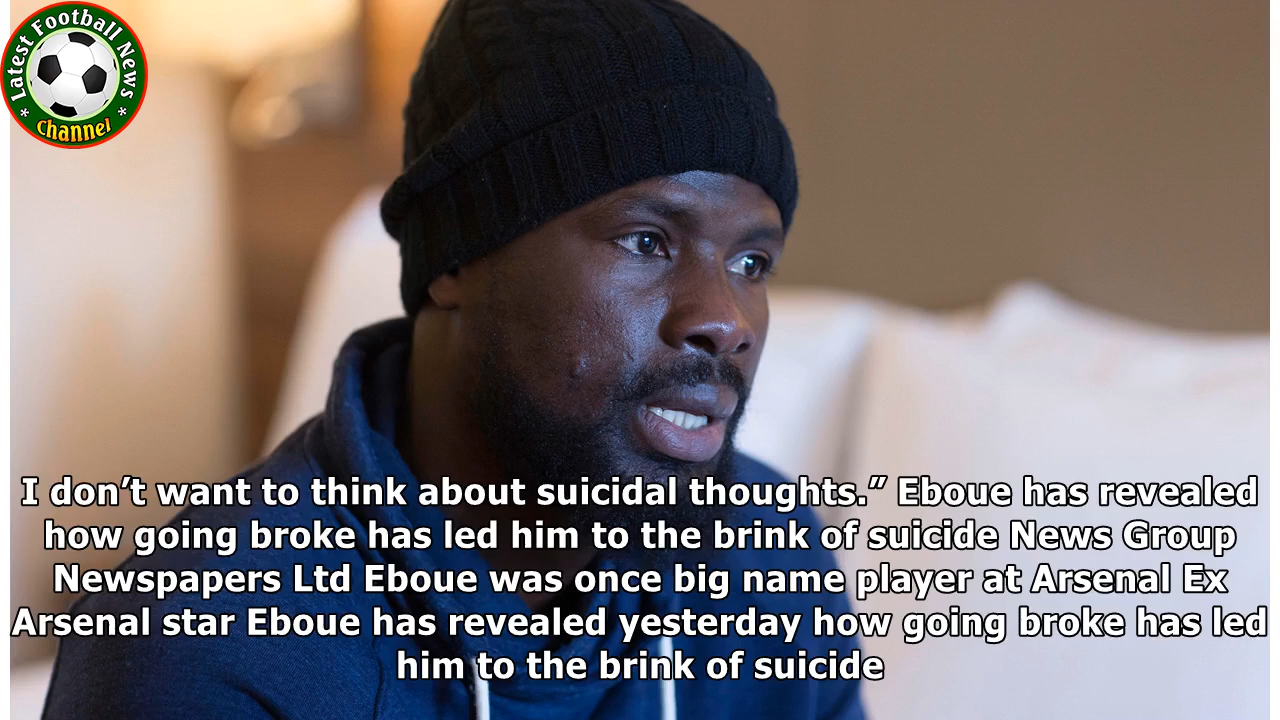 Latest Football News
* Channel *
I don’t want to think about suicidal thoughts.” Eboue has revealed
how going broke has led him to the brink of suicide News Group
Newspapers Ltd Eboue was once big name player at Arsenal Ex
Arsenal star Eboue has revealed yesterday how going broke has led
him to the brink of suicide